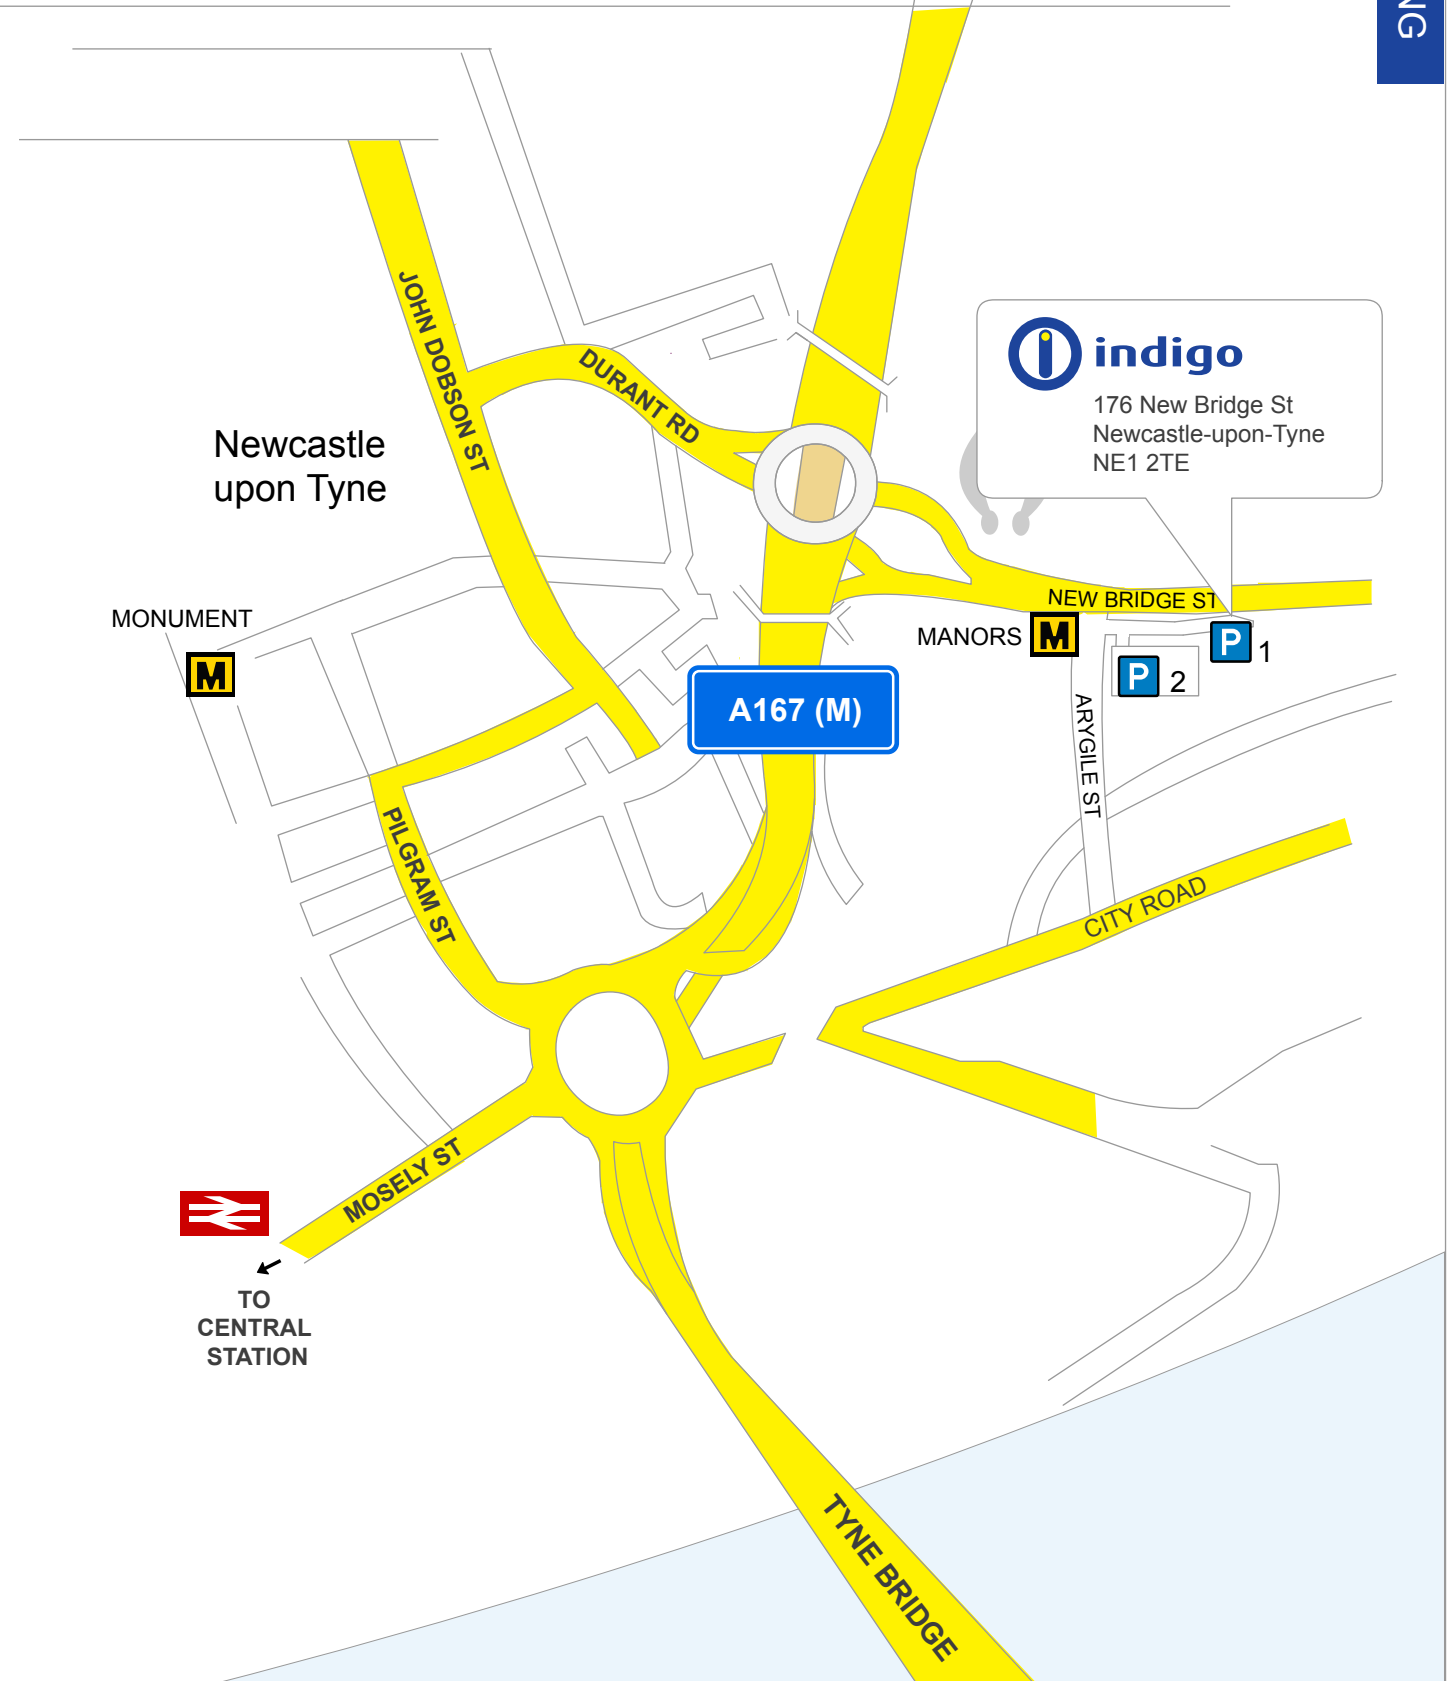 NG
JOHN DOBSON ST
DURANT RD
indigo
176 New Bridge St
Newcastle-upon-Tyne
NE1 2TE
Newcastle
upon Tyne
NEW BRIDGE ST
MONUMENT
M
MANORS
M
P 1
P 2
A167 (M)
ARYGILE ST
PILGRAM ST
CITY ROAD
MOSELY ST
TO
CENTRAL
STATION
TYNE BRIDGE